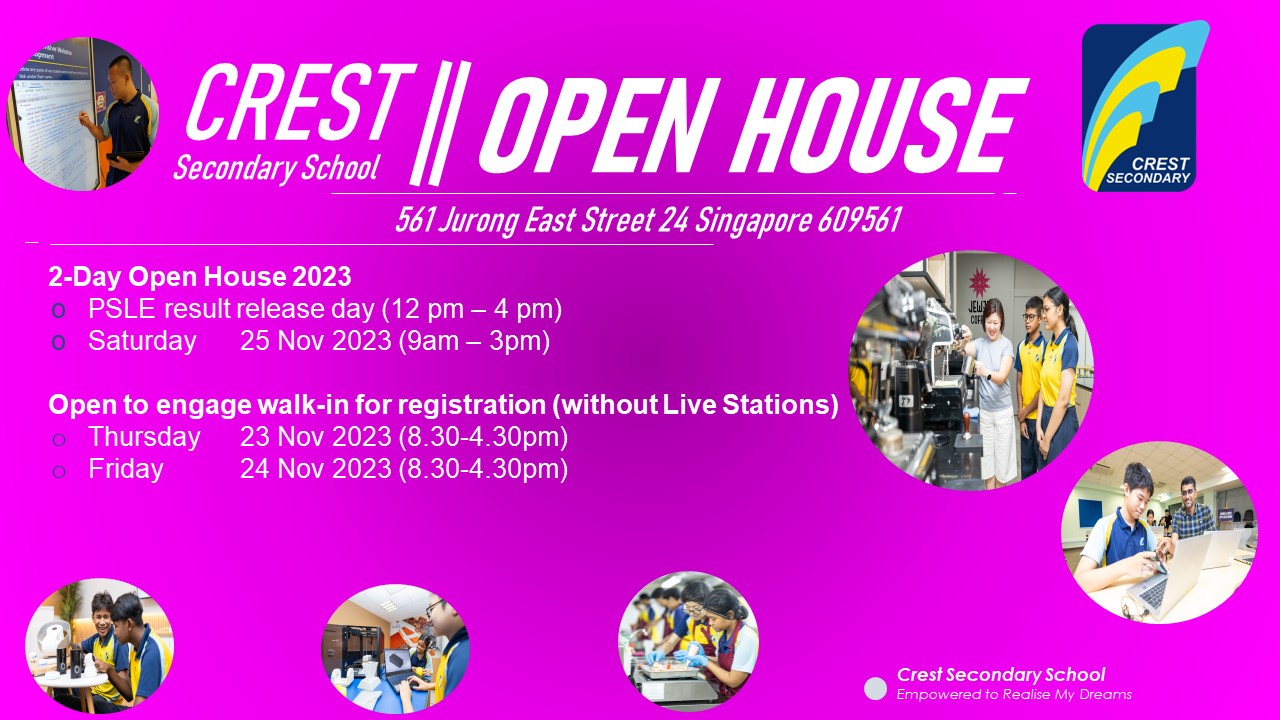 CREST
Secondary School
OPEN HOUSE
CREST
SECONDARY
561 Jurong East Street 24 Singapore 609561
2-Day Open House 2023
o PSLE result release day (12 pm – 4 pm)
o Saturday 25 Nov 2023 (9am – 3pm)
Open to engage walk-in for registration (without Live Stations)
o Thursday 23 Nov 2023 (8.30-4.30pm)
o Friday 24 Nov 2023 (8.30-4.30pm)
Crest Secondary School
Empowered to Realise My Dreams